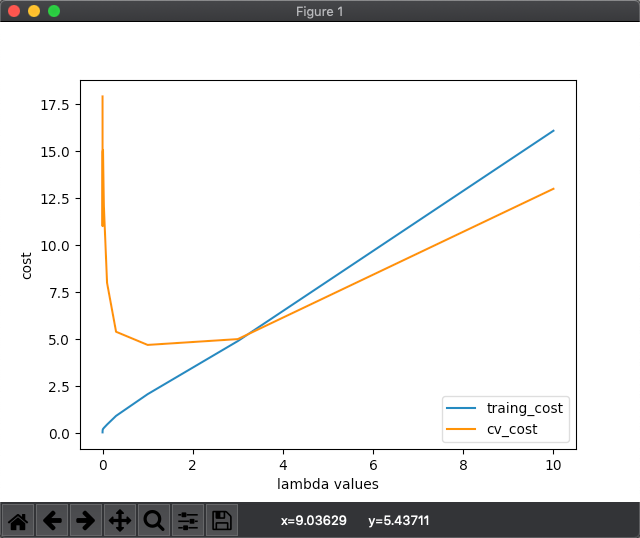 Figure 1
17.5
15.0
12.5
10.0
7.5
5.0
2.5
0.0
cost
0 2 4 6 8 10
lambda values
traing_cost
cv_cost
x=9.03629 y=5.43711